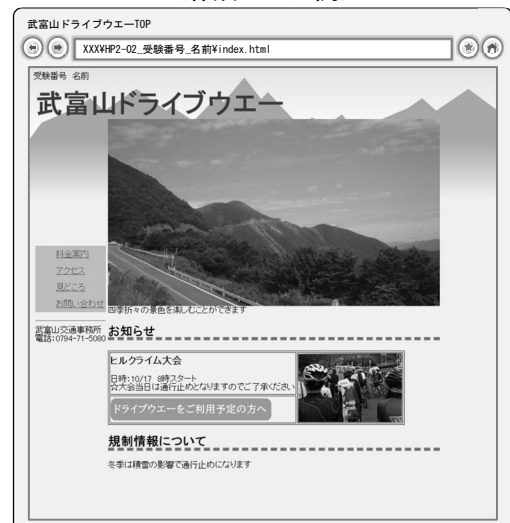 武富山ドライブウエーTOP
XXX¥HP2-02_受験番号_名前¥index.html
受験番号 名前
武富山ドライブウエー
料金案内
アクセス
見どころ
お問い合わせ
四季折々の景色を楽しむことができます
武富山交通事務所
電話:0794-71-5080
お知らせ
ヒルクライム大会
日時:10/17 8時スタート
☆大会当日は通行止めとなりますのでご了承ください
ドライブウエーをご利用予定の方へ
規制情報について
冬季は積雪の影響で通行止めになります